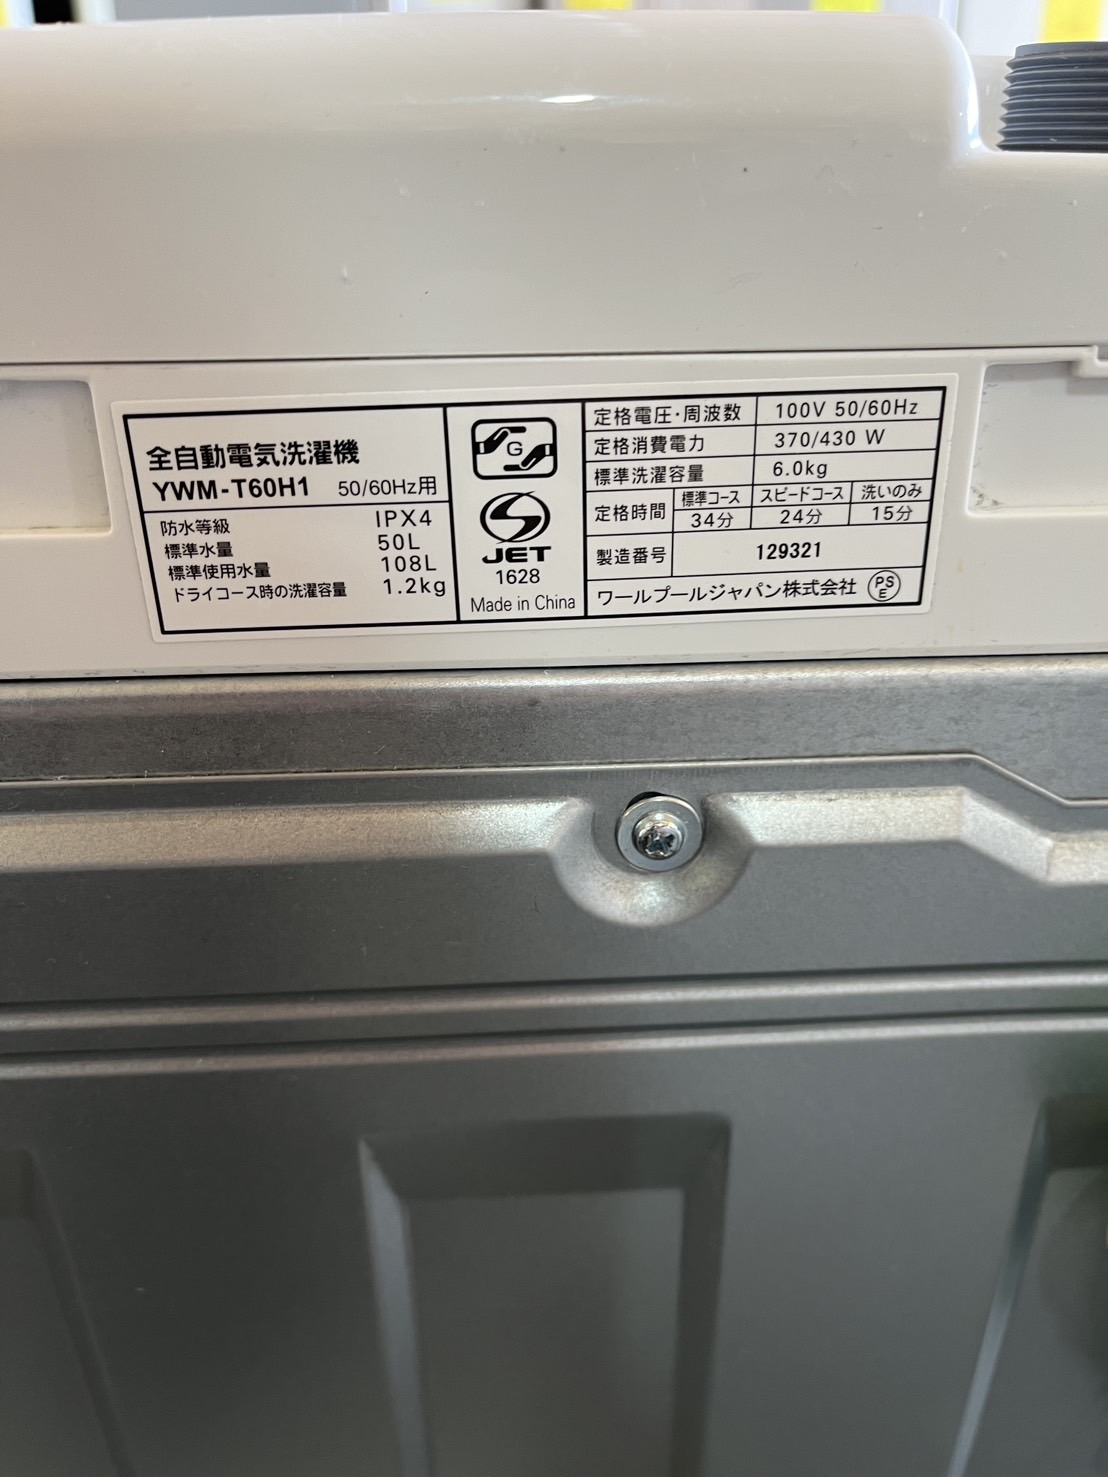 全自動電気洗濯機
YWM-T60H1 50/60Hz用
防水等級 IPX4
標準水量 50L
標準使用水量 108L
ドライコース時の洗濯容量 1.2kg
G
JET
1628
Made in China
定格電圧・周波数 100V 50/60Hz
定格消費電力 370/430 W
標準洗濯容量 6.0kg
定格時間 標準コース スピードコース 洗いのみ
34分 24分 15分
製造番号 129321
ワールプールジャパン株式会社 PSE